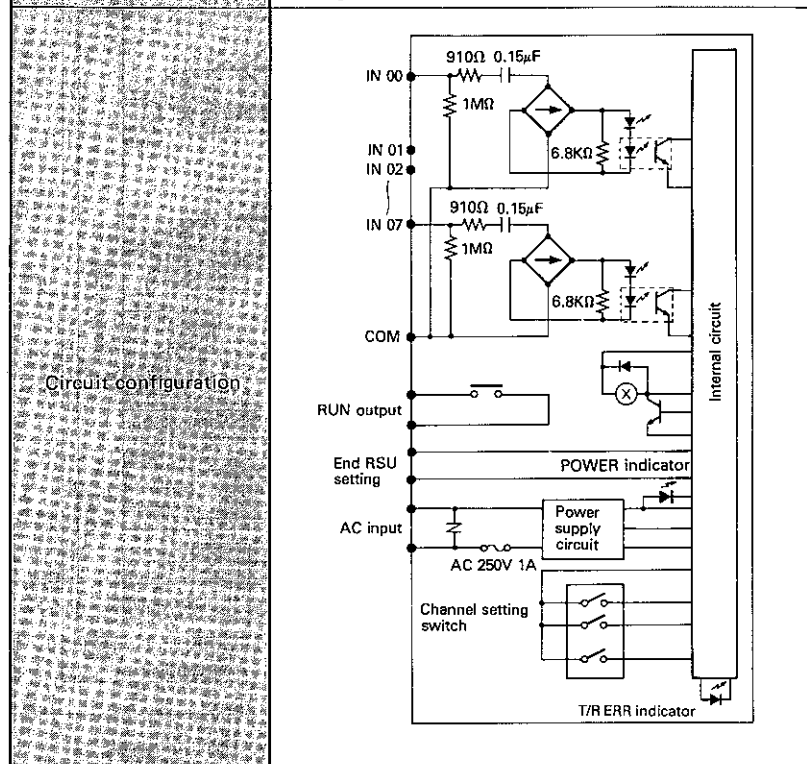 Circuit configuration
910Ω 0.15μF
IN 00
1MΩ
IN 01
6.8KΩ
IN 02
910Ω 0.15μF
IN 07
1MΩ
6.8KΩ
COM
Internal circuit
X
RUN output
End RSU
setting
POWER indicator
AC input
Power
supply
circuit
AC 250V 1A
Channel setting
switch
T/R ERR indicator